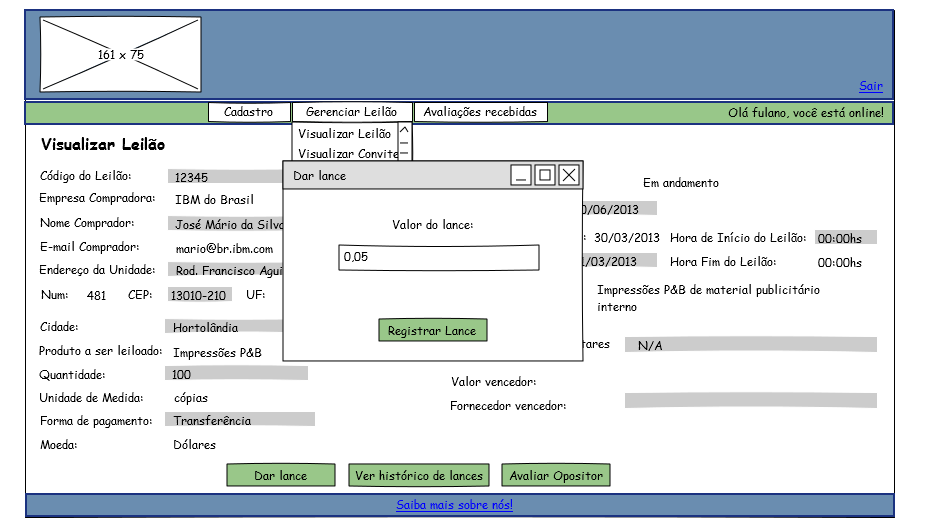 161 x 75
Sair
Cadastro Gerenciar Leilão Avaliações recebidas Olá fulano, você está online!
Visualizar Leilão
Visualizar Convite
Visualizar Leilão
Dar lance
Valor do lance:
0,05
Registrar Lance
Código do Leilão: 12345 Em andamento
Empresa Compradora: IBM do Brasil /06/2013
Nome Comprador: José Mário da Silva : 30/03/2013 Hora de Início do Leilão: 00:00hs
E-mail Comprador: mario@br.ibm.com
Endereço da Unidade: Rod. Francisco Agui /03/2013 Hora Fim do Leilão: 00:00hs
Num: 481 CEP: 13010-210 UF: Impressões P&B de material publicitário
interno
Cidade: Hortolândia
Produto a ser leiloado: Impressões P&B tares N/A
Quantidade: 100 Valor vencedor:
Unidade de Medida: cópias Fornecedor vencedor:
Forma de pagamento: Transferência
Moeda: Dólares
Dar lance Ver histórico de lances Avaliar Opositor
Saiba mais sobre nós!